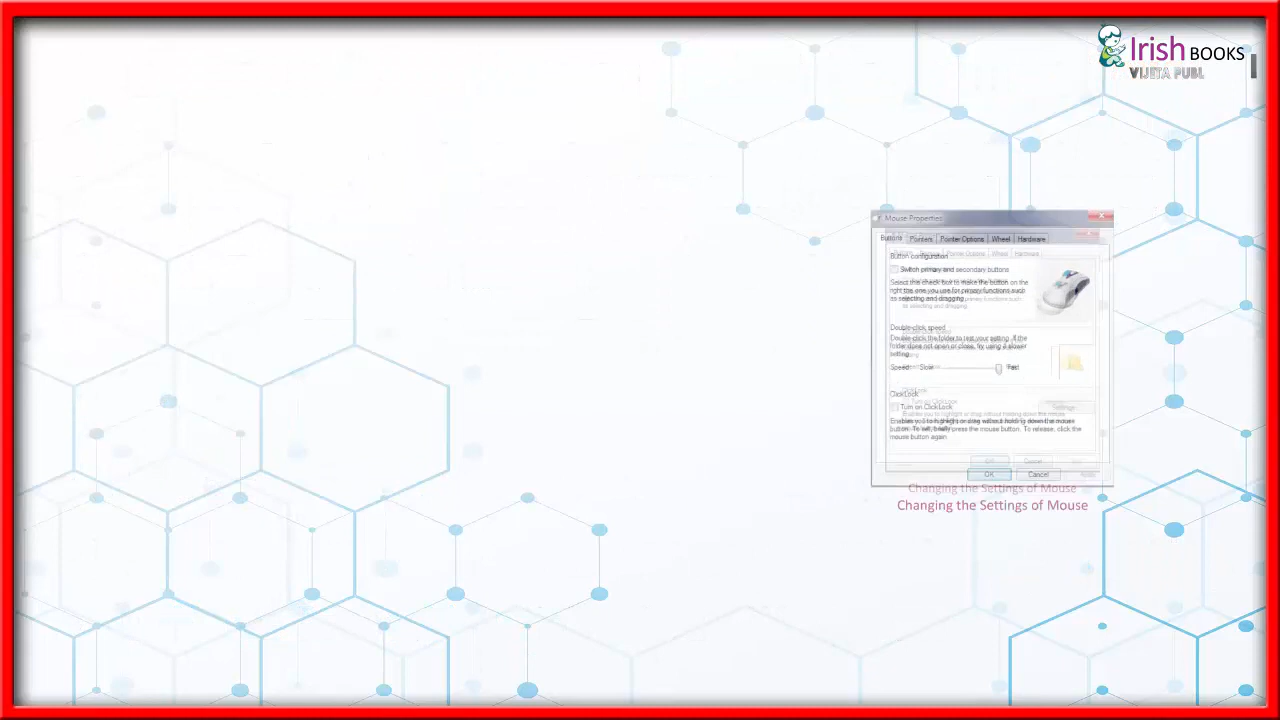 Irish BOOKS
VIJETA PUBL
Mouse Properties
Buttons Pointers Pointer Options Wheel Hardware
Button configuration
Switch primary and secondary buttons
Select the check box to make the button on the
right the one you use for primary functions such
as selecting and dragging.
Double-click speed
Double-click the folder to test your setting. If the
folder does not open or close, try using a slower
setting.
Speed: Slow Fast
ClickLock
Turn on ClickLock
Settings
Enables you to highlight or drag without holding down the mouse
button. To set, briefly press the mouse button. To release, click the
mouse button again.
OK Cancel Apply
Changing the Settings of Mouse
Changing the Settings of Mouse